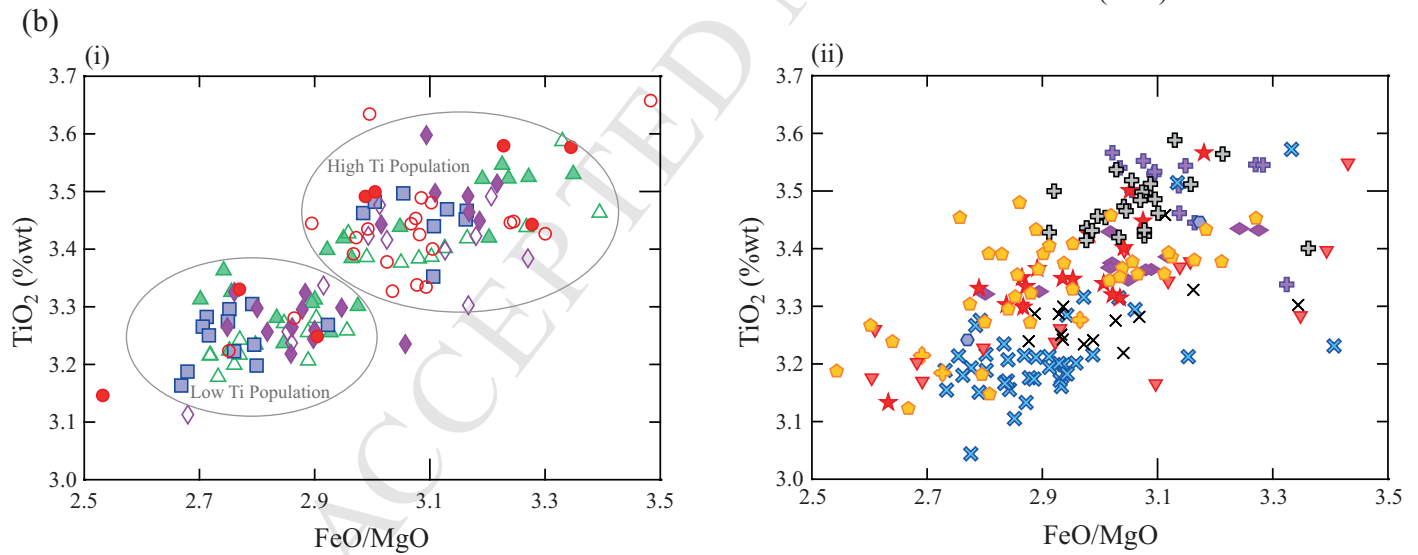 (b)
(i)
(ii)
3.7
3.6
3.5
3.4
3.3
3.2
3.1
3.0
TiO2 (%wt)
High Ti Population
Low Ti Population
2.5 2.7 2.9 3.1 3.3 3.5
FeO/MgO
3.7
3.6
3.5
3.4
3.3
3.2
3.1
3.0
TiO2 (%wt)
2.5 2.7 2.9 3.1 3.3 3.5
FeO/MgO
ACCEPTED